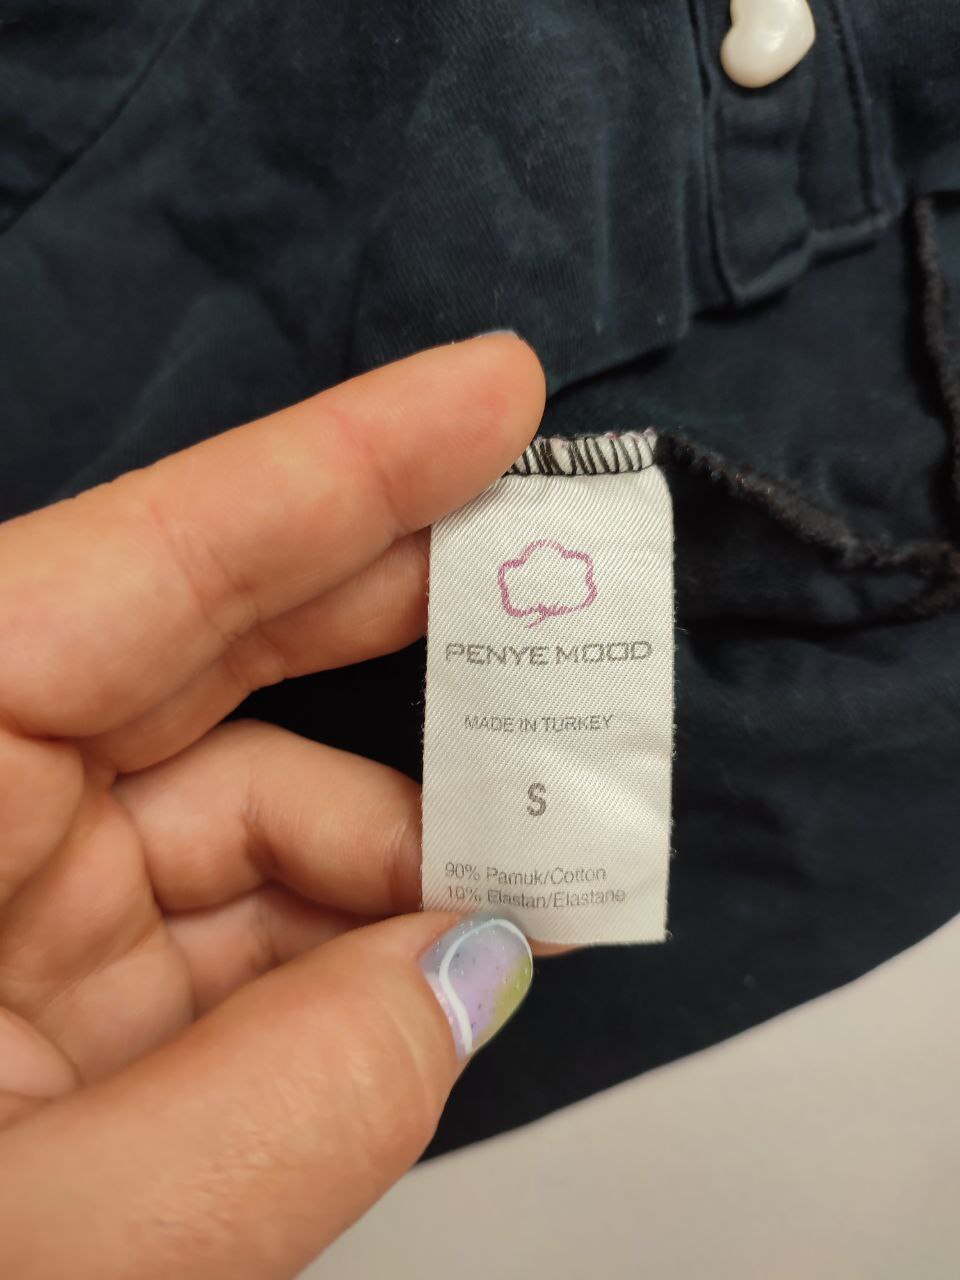 PENYE MOOD
MADE IN TURKEY
S
90% Pamuk/Cotton
10% Elastan/Elastane